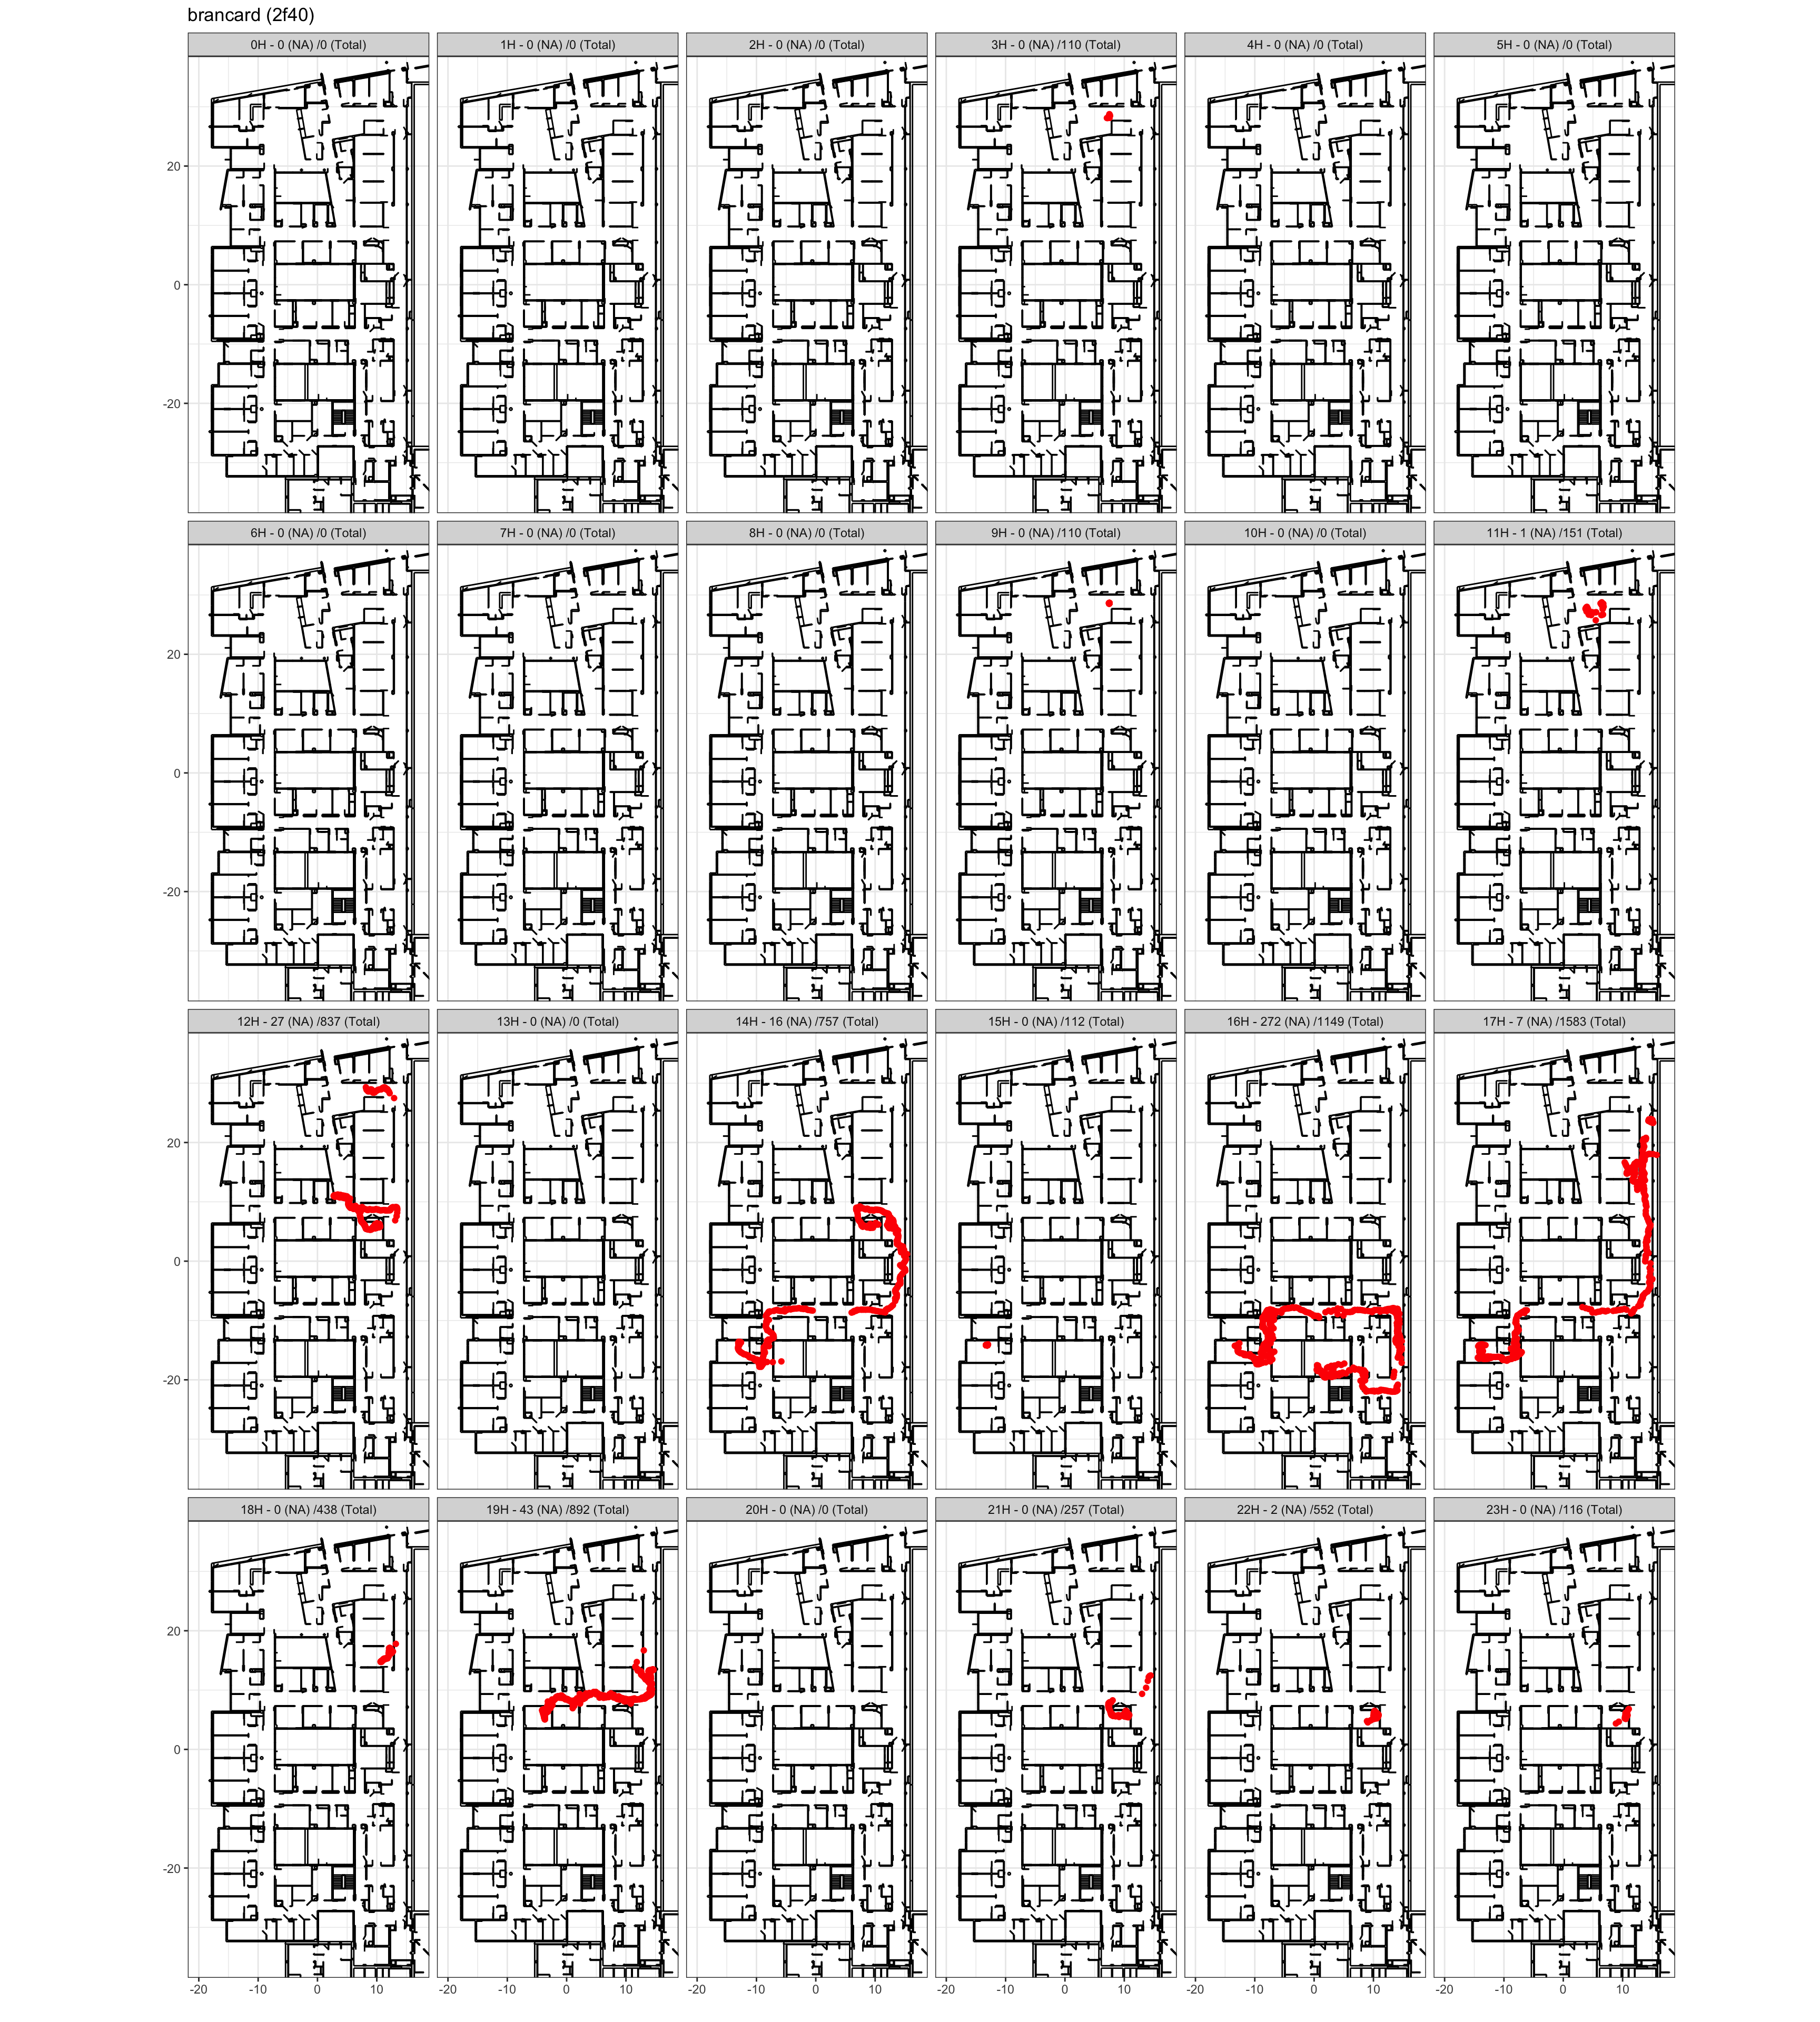 brancard (2f40)
0H - 0 (NA) /0 (Total) 1H - 0 (NA) /0 (Total) 2H - 0 (NA) /0 (Total) 3H - 0 (NA) /110 (Total) 4H - 0 (NA) /0 (Total) 5H - 0 (NA) /0 (Total)
20
0
-20
6H - 0 (NA) /0 (Total) 7H - 0 (NA) /0 (Total) 8H - 0 (NA) /0 (Total) 9H - 0 (NA) /110 (Total) 10H - 0 (NA) /0 (Total) 11H - 1 (NA) /151 (Total)
20
0
-20
12H - 27 (NA) /837 (Total) 13H - 0 (NA) /0 (Total) 14H - 16 (NA) /757 (Total) 15H - 0 (NA) /112 (Total) 16H - 272 (NA) /1149 (Total) 17H - 7 (NA) /1583 (Total)
20
0
-20
18H - 0 (NA) /438 (Total) 19H - 43 (NA) /892 (Total) 20H - 0 (NA) /0 (Total) 21H - 0 (NA) /257 (Total) 22H - 2 (NA) /552 (Total) 23H - 0 (NA) /116 (Total)
20
0
-20
-20 -10 0 10 -20 -10 0 10 -20 -10 0 10 -20 -10 0 10 -20 -10 0 10 -20 -10 0 10